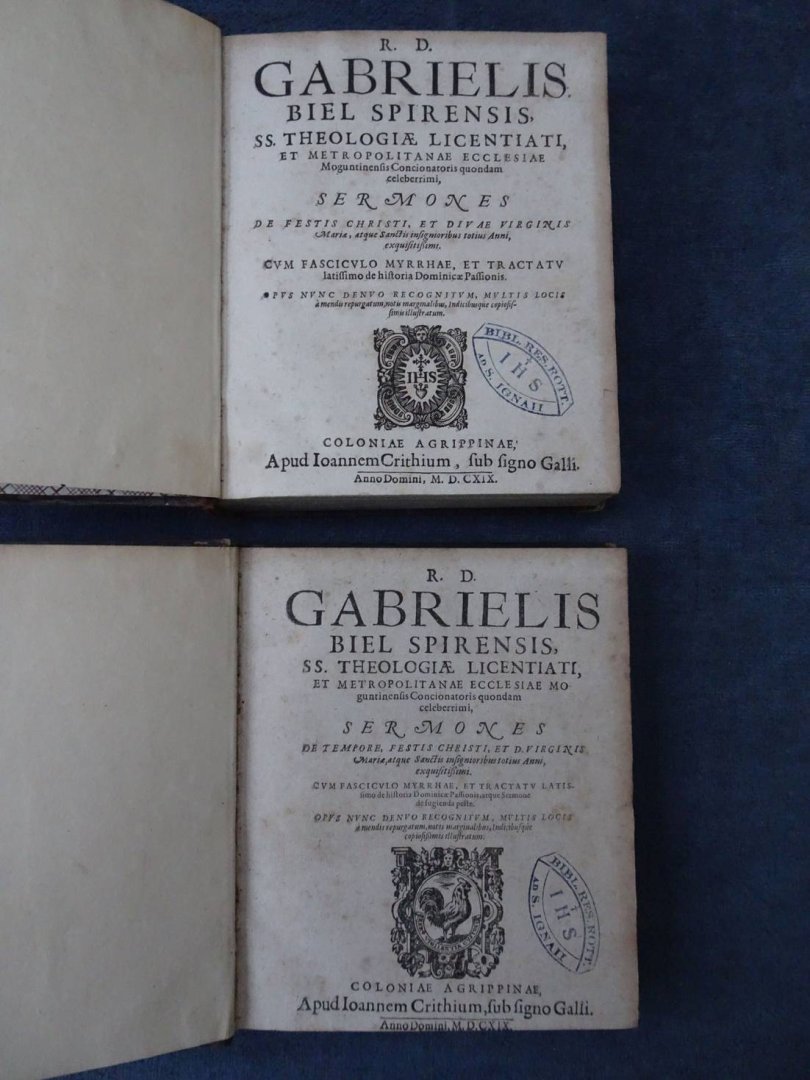 R. D.
GABRIELIS
BIEL SPIRENSIS,
SS. THEOLOGIÆ LICENTIATI,
ET METROPOLITANAE ECCLESIAE
Moguntinenſis Concionatoris quondam
celeberrimi,
SERMONES
DE FESTIS CHRISTI, ET DIVAE VIRGINIS
Mariæ, atque Sanctis inſignioribus totius Anni,
exquiſitiſſimi.
CVM FASCICVLO MYRRHAE, ET TRACTATV
latiſſimo de hiſtoria Dominicæ Paſſionis.
OPVS NVNC DENVO RECOGNITVM, MVLTIS LOCIS
à mendis repurgatum, notis marginalibus, Indicibusque copioſiſ-
ſimis illuſtratum.
IHS
BIBL. RES. ROTT.
IHS
AD S. IGNATI
COLONIAE AGRIPPINAE,
Apud Ioannem Crithium, ſub ſigno Galli.
Anno Domini, M. D. CXIX.
R. D.
GABRIELIS
BIEL SPIRENSIS,
SS. THEOLOGIÆ LICENTIATI,
ET METROPOLITANAE ECCLESIAE MO
guntinenſis Concionatoris quondam
celeberrimi,
SERMONES
DE TEMPORE, FESTIS CHRISTI, ET D. VIRGINIS
Mariæ, atque Sanctis inſignioribus totius Anni,
exquiſitiſſimi.
CVM FASCICVLO MYRRHAE, ET TRACTATV LATIS-
ſimo de hiſtoria Dominicæ Paſſionis, atque Sermone
de fugienda peſte.
OPVS NVNC DENVO RECOGNITVM, MVLTIS LOCIS
à mendis repurgatum, notis marginalibus, Indicibuſque
copioſiſſimis illuſtratum.
BIBL. RES. ROTT.
IHS
AD S. IGNATII
COLONIAE AGRIPPINAE,
Apud Ioannem Crithium, ſub ſigno Galli.
Anno Domini, M. D. CXIX.